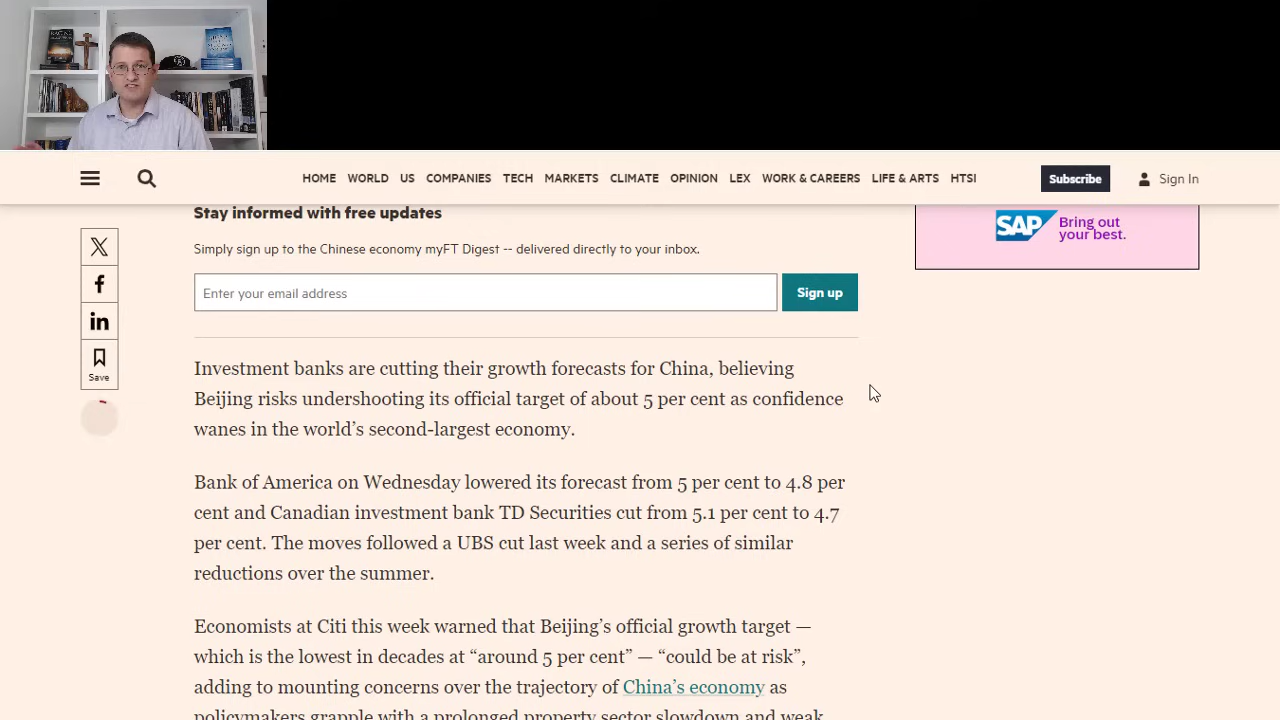 HOME WORLD US COMPANIES TECH MARKETS CLIMATE OPINION LEX WORK & CAREERS LIFE & ARTS HTSI
Subscribe
Sign In
Stay informed with free updates
Simply sign up to the Chinese economy myFT Digest -- delivered directly to your inbox.
Enter your email address
Sign up
SAP
Bring out
your best.
Save
Investment banks are cutting their growth forecasts for China, believing
Beijing risks undershooting its official target of about 5 per cent as confidence
wanes in the world's second-largest economy.
Bank of America on Wednesday lowered its forecast from 5 per cent to 4.8 per
cent and Canadian investment bank TD Securities cut from 5.1 per cent to 4.7
per cent. The moves followed a UBS cut last week and a series of similar
reductions over the summer.
Economists at Citi this week warned that Beijing's official growth target —
which is the lowest in decades at “around 5 per cent” — “could be at risk”,
adding to mounting concerns over the trajectory of China's economy as
policymakers grapple with a prolonged property sector slowdown and weak